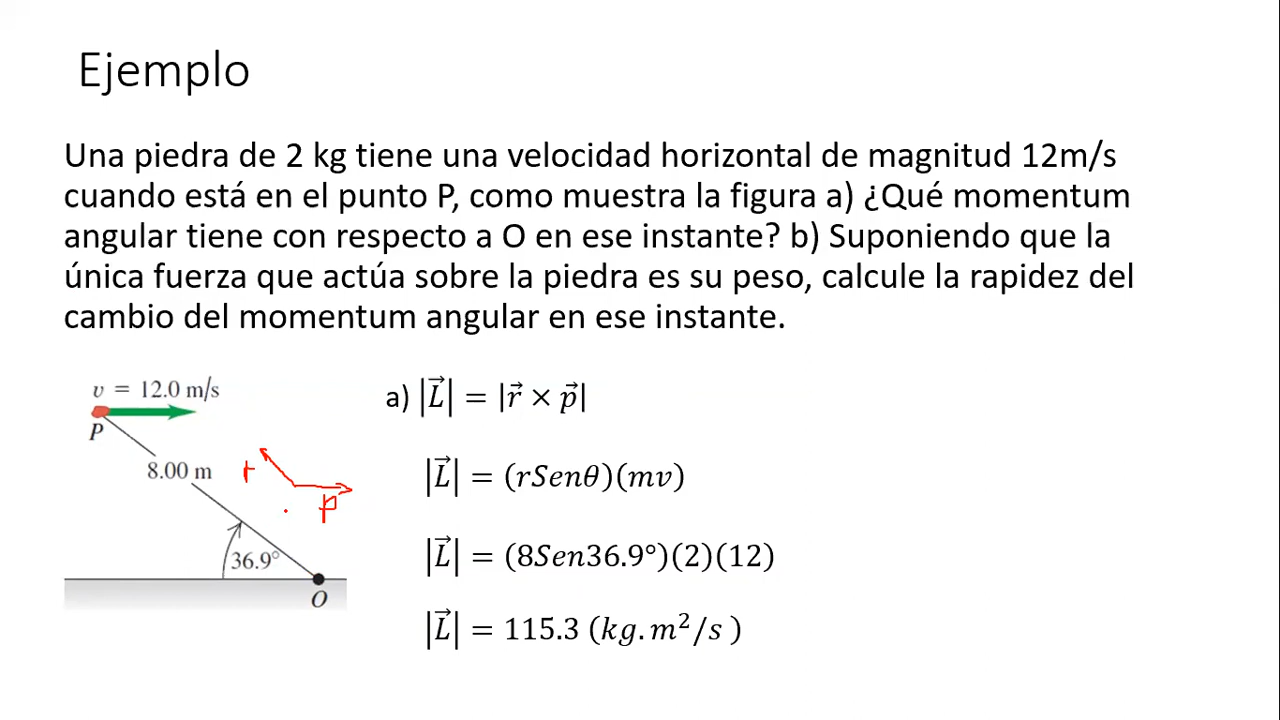 Ejemplo
Una piedra de 2 kg tiene una velocidad horizontal de magnitud 12m/s
cuando está en el punto P, como muestra la figura a) ¿Qué momentum
angular tiene con respecto a O en ese instante? b) Suponiendo que la
única fuerza que actúa sobre la piedra es su peso, calcule la rapidez del
cambio del momentum angular en ese instante.
v = 12.0 m/s
P
8.00 m
r
p
36.9°
O
a) |L⃗| = |r⃗ × p⃗|
|L⃗| = (rSenθ)(mv)
|L⃗| = (8Sen36.9°)(2)(12)
|L⃗| = 115.3 (kg.m²/s )